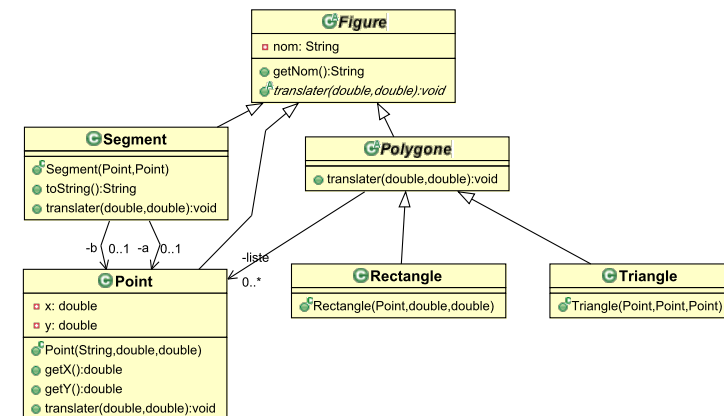 Figure
nom: String
getNom():String
translater(double,double):void
Segment
Segment(Point,Point)
toString():String
translater(double,double):void
Polygone
translater(double,double):void
-b 0..1 -a 0..1
-liste
0..*
Point
x: double
y: double
Point(String,double,double)
getX():double
getY():double
translater(double,double):void
Rectangle
Rectangle(Point,double,double)
Triangle
Triangle(Point,Point,Point)